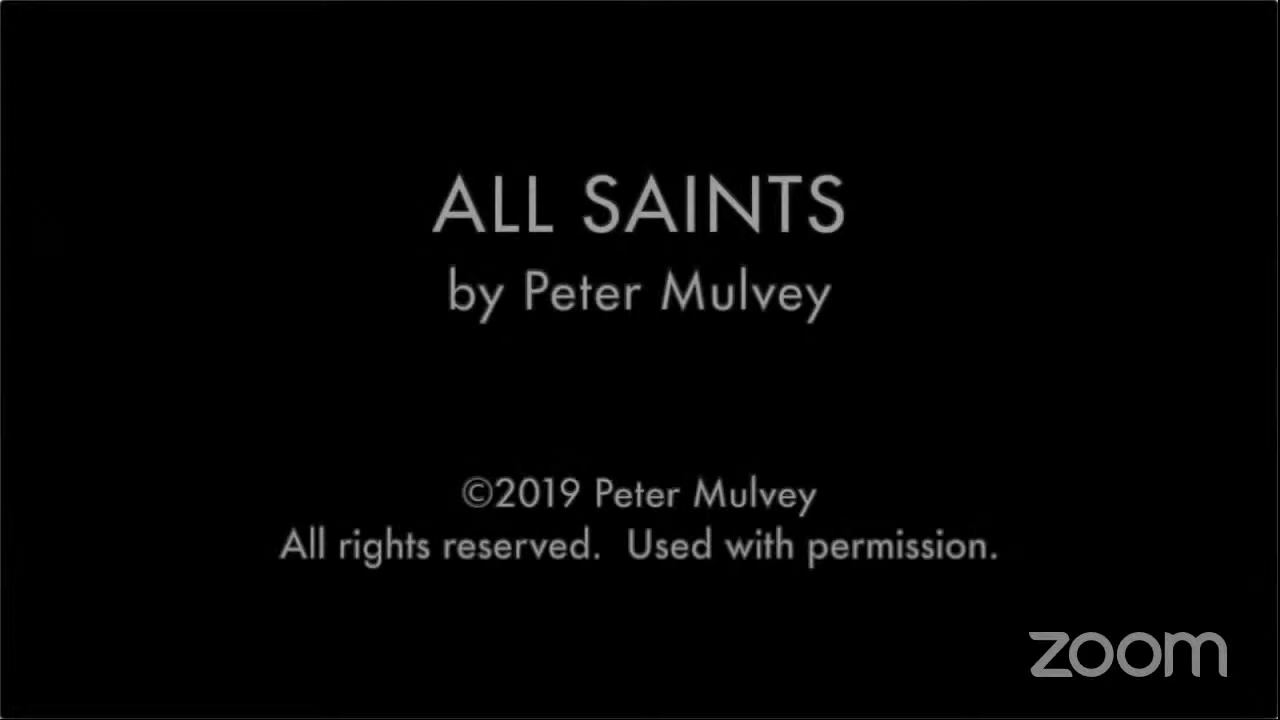 ALL SAINTS
by Peter Mulvey
©2019 Peter Mulvey
All rights reserved. Used with permission.
zoom